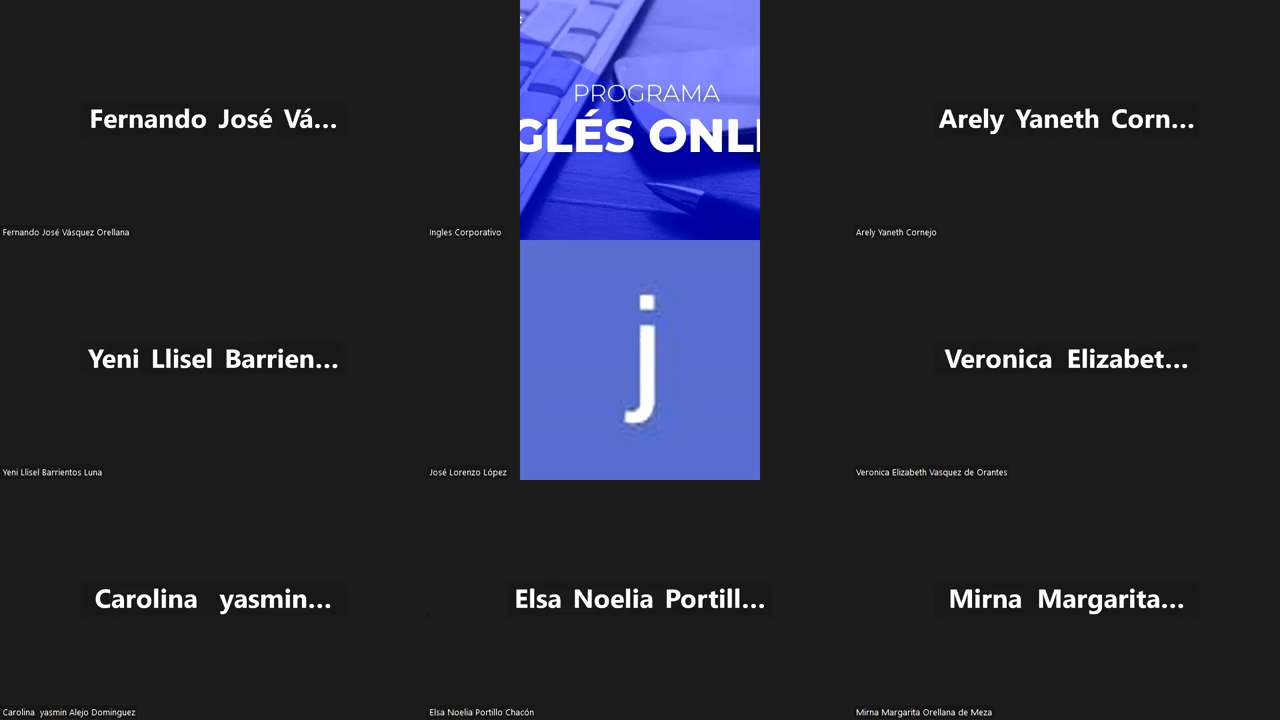 Fernando José Vá...
PROGRAMA
GLÉS ONLI
Arely Yaneth Corn...
Fernando José Vásquez Orellana
Ingles Corporativo
Arely Yaneth Cornejo
Yeni Llisel Barrien...
j
Veronica Elizabet...
Yeni Llisel Barrientos Luna
José Lorenzo López
Veronica Elizabeth Vasquez de Orantes
Carolina yasmin...
Elsa Noelia Portill...
Mirna Margarita...
Carolina yasmin Alejo Dominguez
Elsa Noelia Portillo Chacón
Mirna Margarita Orellana de Meza